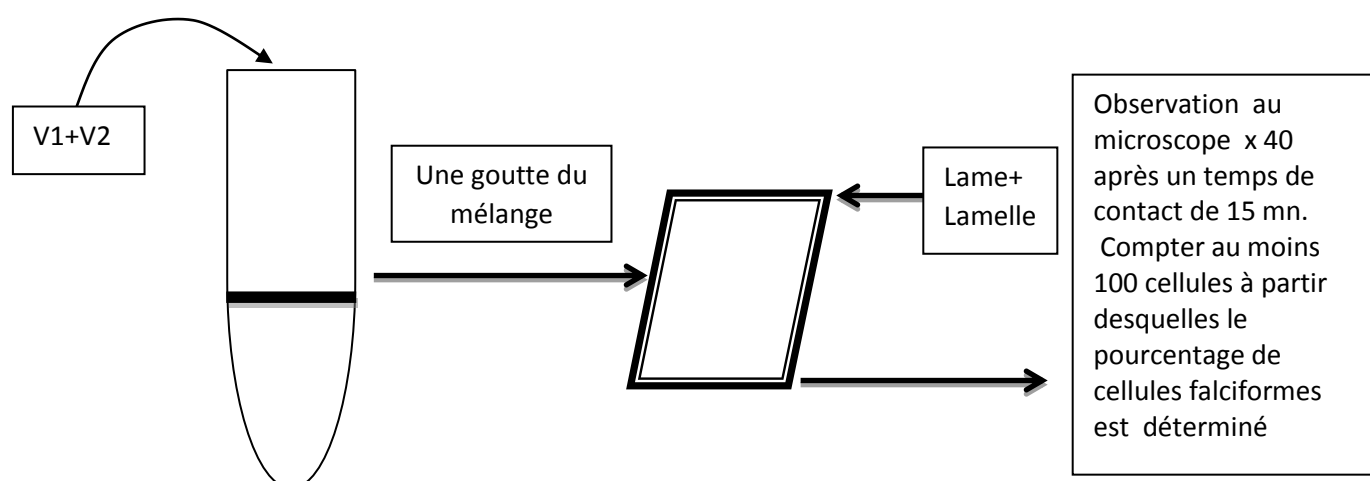 V1+V2
Une goutte du
mélange
Lame+
Lamelle
Observation au
microscope x 40
après un temps de
contact de 15 mn.
Compter au moins
100 cellules à partir
desquelles le
pourcentage de
cellules falciformes
est déterminé